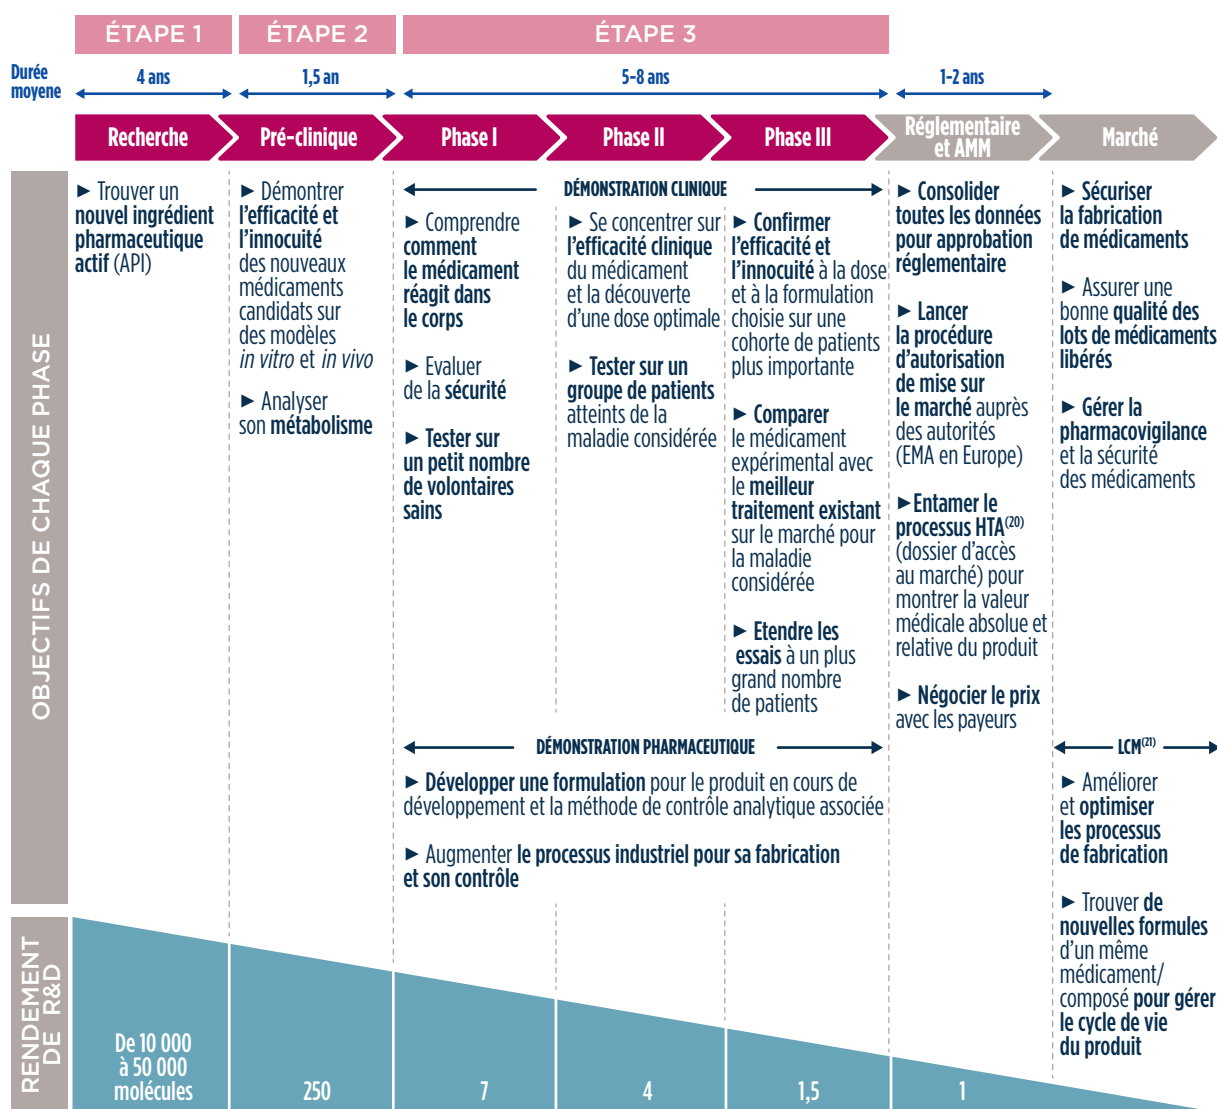 ÉTAPE 1
ÉTAPE 2
ÉTAPE 3
Durée
moyene
4 ans
1,5 an
5-8 ans
1-2 ans
Recherche
Pré-clinique
Phase I
Phase II
Phase III
Réglementaire
et AMM
Marché
OBJECTIFS DE CHAQUE PHASE
► Trouver un
nouvel ingrédient
pharmaceutique
actif (API)
► Démontrer
l'efficacité et
l'innocuité
des nouveaux
médicaments
candidats sur
des modèles
in vitro et in vivo
► Analyser
son métabolisme
DÉMONSTRATION CLINIQUE
► Comprendre
comment
le médicament
réagit dans
le corps
► Evaluer
de la sécurité
► Tester sur
un petit nombre
de volontaires
sains
► Se concentrer sur
l'efficacité clinique
du médicament
et la découverte
d'une dose optimale
► Tester sur un
groupe de patients
atteints de la
maladie considérée
► Confirmer
l'efficacité et
l'innocuité à la dose
et à la formulation
choisie sur une
cohorte de patients
plus importante
► Comparer
le médicament
expérimental avec
le meilleur
traitement existant
sur le marché pour
la maladie
considérée
► Etendre les
essais à un plus
grand nombre
de patients
DÉMONSTRATION PHARMACEUTIQUE
► Développer une formulation pour le produit en cours de
développement et la méthode de contrôle analytique associée
► Augmenter le processus industriel pour sa fabrication
et son contrôle
► Consolider
toutes les données
pour approbation
réglementaire
► Lancer
la procédure
d'autorisation
de mise sur
le marché auprès
des autorités
(EMA en Europe)
►Entamer le
processus HTA(20)
(dossier d'accès
au marché) pour
montrer la valeur
médicale absolue et
relative du produit
► Négocier le prix
avec les payeurs
► Sécuriser
la fabrication
de médicaments
► Assurer une
bonne qualité des
lots de médicaments
libérés
► Gérer la
pharmacovigilance
et la sécurité
des médicaments
LCM(21)
► Améliorer
et optimiser
les processus
de fabrication
► Trouver de
nouvelles formules
d'un même
médicament/
composé pour gérer
le cycle de vie
du produit
RENDEMENT
DE R&D
De 10 000
à 50 000
molécules
250
7
4
1,5
1